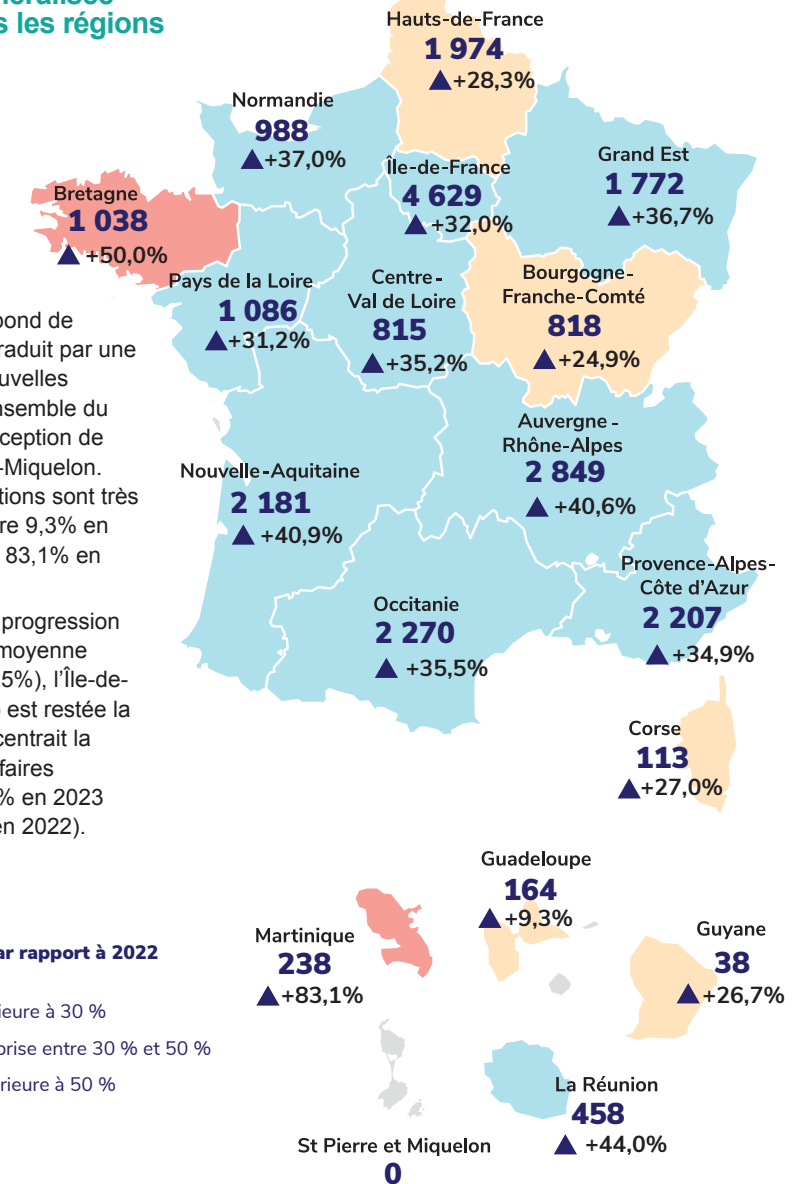 néralisée
s les régions
Hauts-de-France
1 974
▲+28,3%
Normandie
988
▲+37,0%
Île-de-France
4 629
▲+32,0%
Grand Est
1 772
▲+36,7%
Bretagne
1 038
▲+50,0%
Pays de la Loire
1 086
▲+31,2%
Centre-
Val de Loire
815
▲+35,2%
Bourgogne-
Franche-Comté
818
▲+24,9%
bond de
raduit par une
uvelles
nsemble du
ception de
-Miquelon.
tions sont très
re 9,3% en
83,1% en
progression
moyenne
5%), l'Île-de-
est restée la
centrait la
faires
% en 2023
en 2022).
Auvergne -
Rhône-Alpes
2 849
▲+40,6%
Nouvelle-Aquitaine
2 181
▲+40,9%
Provence-Alpes-
Côte d'Azur
2 207
▲+34,9%
Occitanie
2 270
▲+35,5%
Corse
113
▲+27,0%
ar rapport à 2022
ieure à 30 %
prise entre 30 % et 50 %
rieure à 50 %
Guadeloupe
164
▲+9,3%
Martinique
238
▲+83,1%
Guyane
38
▲+26,7%
La Réunion
458
▲+44,0%
St Pierre et Miquelon
0